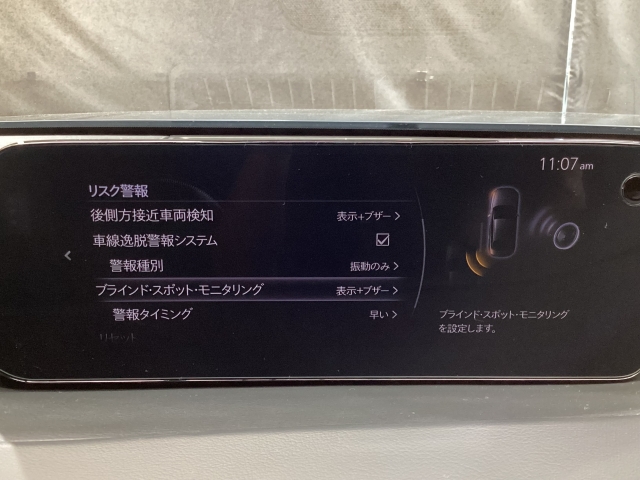 11:07 am
リスク警報
後側方接近車両検知 表示+ブザー
車線逸脱警報システム
警報種別 振動のみ
ブラインド・スポット・モニタリング 表示+ブザー
警報タイミング 早い
ブラインド・スポット・モニタリング
を設定します。